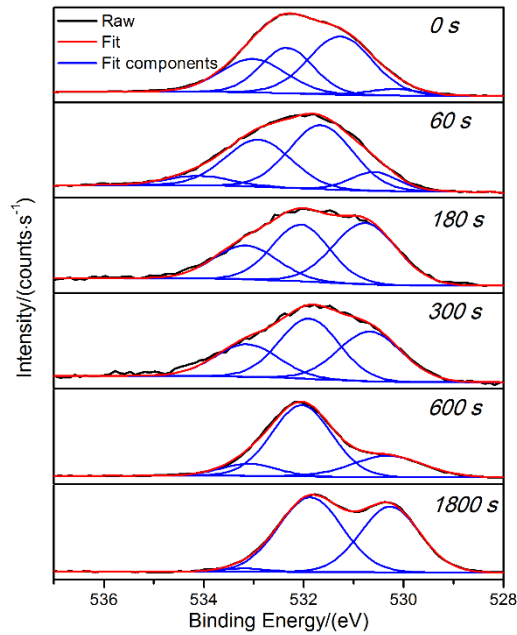 Raw
Fit
Fit components
0 s
60 s
180 s
300 s
600 s
1800 s
Intensity/(counts·s⁻¹)
536 534 532 530 528
Binding Energy/(eV)